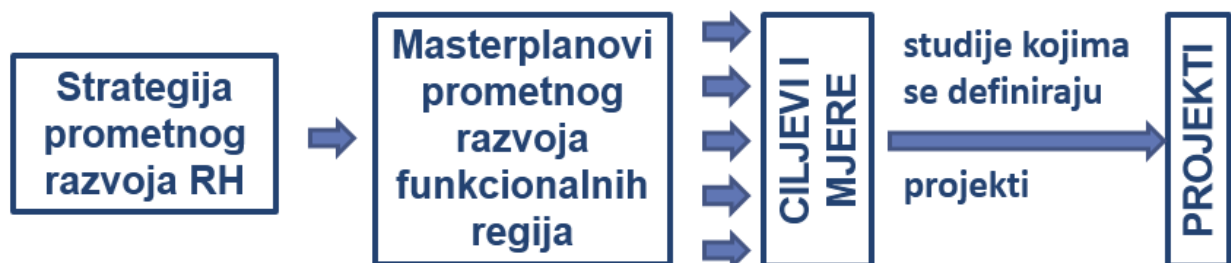 Strategija
prometnog
razvoja RH
Masterplanovi
prometnog
razvoja
funkcionalnih
regija
CILJEVI I
MJERE
studije kojima
se definiraju
projekti
PROJEKTI